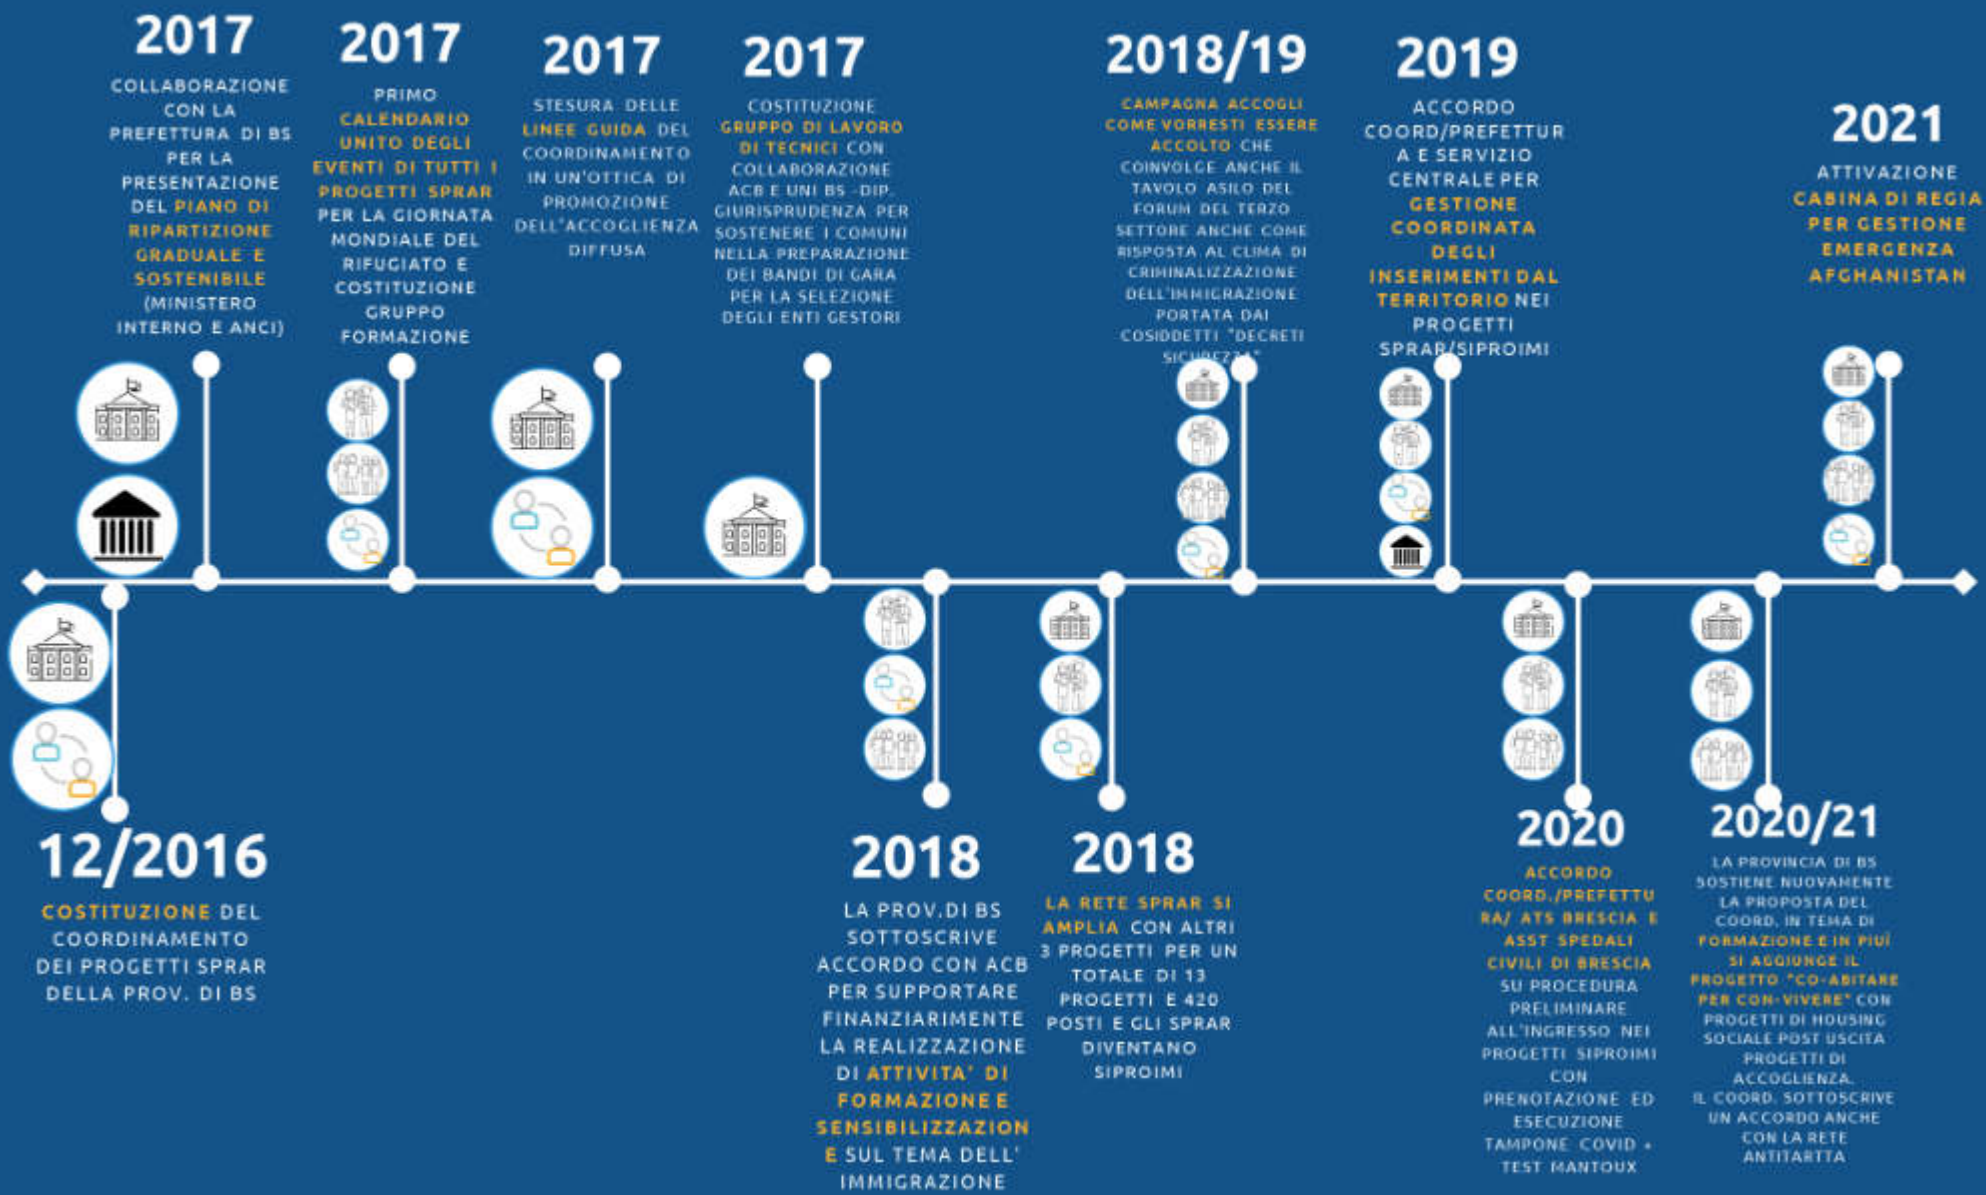 2017
COLLABORAZIONE
CON LA
PREFETTURA DI BS
PER LA
PRESENTAZIONE
DEL PIANO DI
RIPARTIZIONE
GRADUALE E
SOSTENIBILE
(MINISTERO
INTERNO E ANCI)
2017
PRIMO
CALENDARIO
UNITO DEGLI
EVENTI DI TUTTI I
PROGETTI SPRAR
PER LA GIORNATA
MONDIALE DEL
RIFUGIATO E
COSTITUZIONE
GRUPPO
FORMAZIONE
2017
STESURA DELLE
LINEE GUIDA DEL
COORDINAMENTO
IN UN'OTTICA DI
PROMOZIONE
DELL'ACCOGLIENZA
DIFFUSA
2017
COSTITUZIONE
GRUPPO DI LAVORO
DI TECNICI CON
COLLABORAZIONE
ACB E UNI BS -DIP.
GIURISPRUDENZA PER
SOSTENERE I COMUNI
NELLA PREPARAZIONE
DEI BANDI DI GARA
PER LA SELEZIONE
DEGLI ENTI GESTORI
2018/19
CAMPAGNA ACCOGLI
COME VORRESTI ESSERE
ACCOLTO CHE
COINVOLGE ANCHE IL
TAVOLO ASILO DEL
FORUM DEL TERZO
SETTORE ANCHE COME
RISPOSTA AL CLIMA DI
CRIMINALIZZAZIONE
DELL'IMMIGRAZIONE
PORTATA DAI
COSIDDETTI "DECRETI
SICUREZZA"
2019
ACCORDO
COORD/PREFETTUR
A E SERVIZIO
CENTRALE PER
GESTIONE
COORDINATA
DEGLI
INSERIMENTI DAL
TERRITORIO NEI
PROGETTI
SPRAR/SIPROIMI
2021
ATTIVAZIONE
CABINA DI REGIA
PER GESTIONE
EMERGENZA
AFGHANISTAN
12/2016
COSTITUZIONE DEL
COORDINAMENTO
DEI PROGETTI SPRAR
DELLA PROV. DI BS
2018
LA PROV.DI BS
SOTTOSCRIVE
ACCORDO CON ACB
PER SUPPORTARE
FINANZIARIMENTE
LA REALIZZAZIONE
DI ATTIVITA' DI
FORMAZIONE E
SENSIBILIZZAZION
E SUL TEMA DELL'
IMMIGRAZIONE
2018
LA RETE SPRAR SI
AMPLIA CON ALTRI
3 PROGETTI PER UN
TOTALE DI 13
PROGETTI E 420
POSTI E GLI SPRAR
DIVENTANO
SIPROIMI
2020
ACCORDO
COORD./PREFETTU
RA/ ATS BRESCIA E
ASST SPEDALI
CIVILI DI BRESCIA
SU PROCEDURA
PRELIMINARE
ALL'INGRESSO NEI
PROGETTI SIPROIMI
CON
PRENOTAZIONE ED
ESECUZIONE
TAMPONE COVID +
TEST MANTOUX
2020/21
LA PROVINCIA DI BS
SOSTIENE NUOVAMENTE
LA PROPOSTA DEL
COORD. IN TEMA DI
FORMAZIONE E IN PIUÌ
SI AGGIUNGE IL
PROGETTO "CO-ABITARE
PER CON-VIVERE" CON
PROGETTI DI HOUSING
SOCIALE POST USCITA
PROGETTI DI
ACCOGLIENZA.
IL COORD. SOTTOSCRIVE
UN ACCORDO ANCHE
CON LA RETE
ANTITARTTA